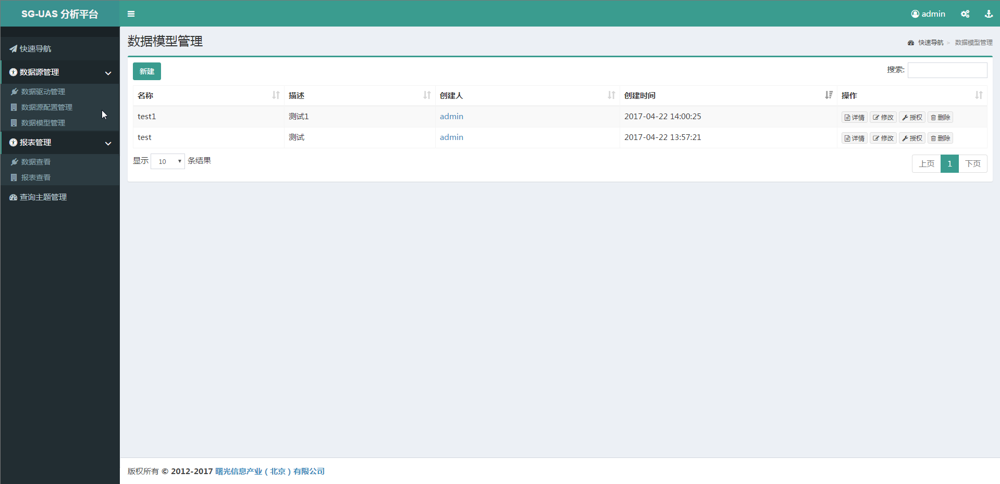 SG-UAS 分析平台
admin
快速导航
数据源管理
数据驱动管理
数据源配置管理
数据模型管理
报表管理
数据查看
报表查看
查询主题管理
数据模型管理
快速导航 > 数据模型管理
新建
搜索:
名称 描述 创建人 创建时间 操作
test1 测试1 admin 2017-04-22 14:00:25 详情 修改 授权 删除
test 测试 admin 2017-04-22 13:57:21 详情 修改 授权 删除
显示 10 条结果
上页 1 下页
版权所有 © 2012-2017 曙光信息产业（北京）有限公司